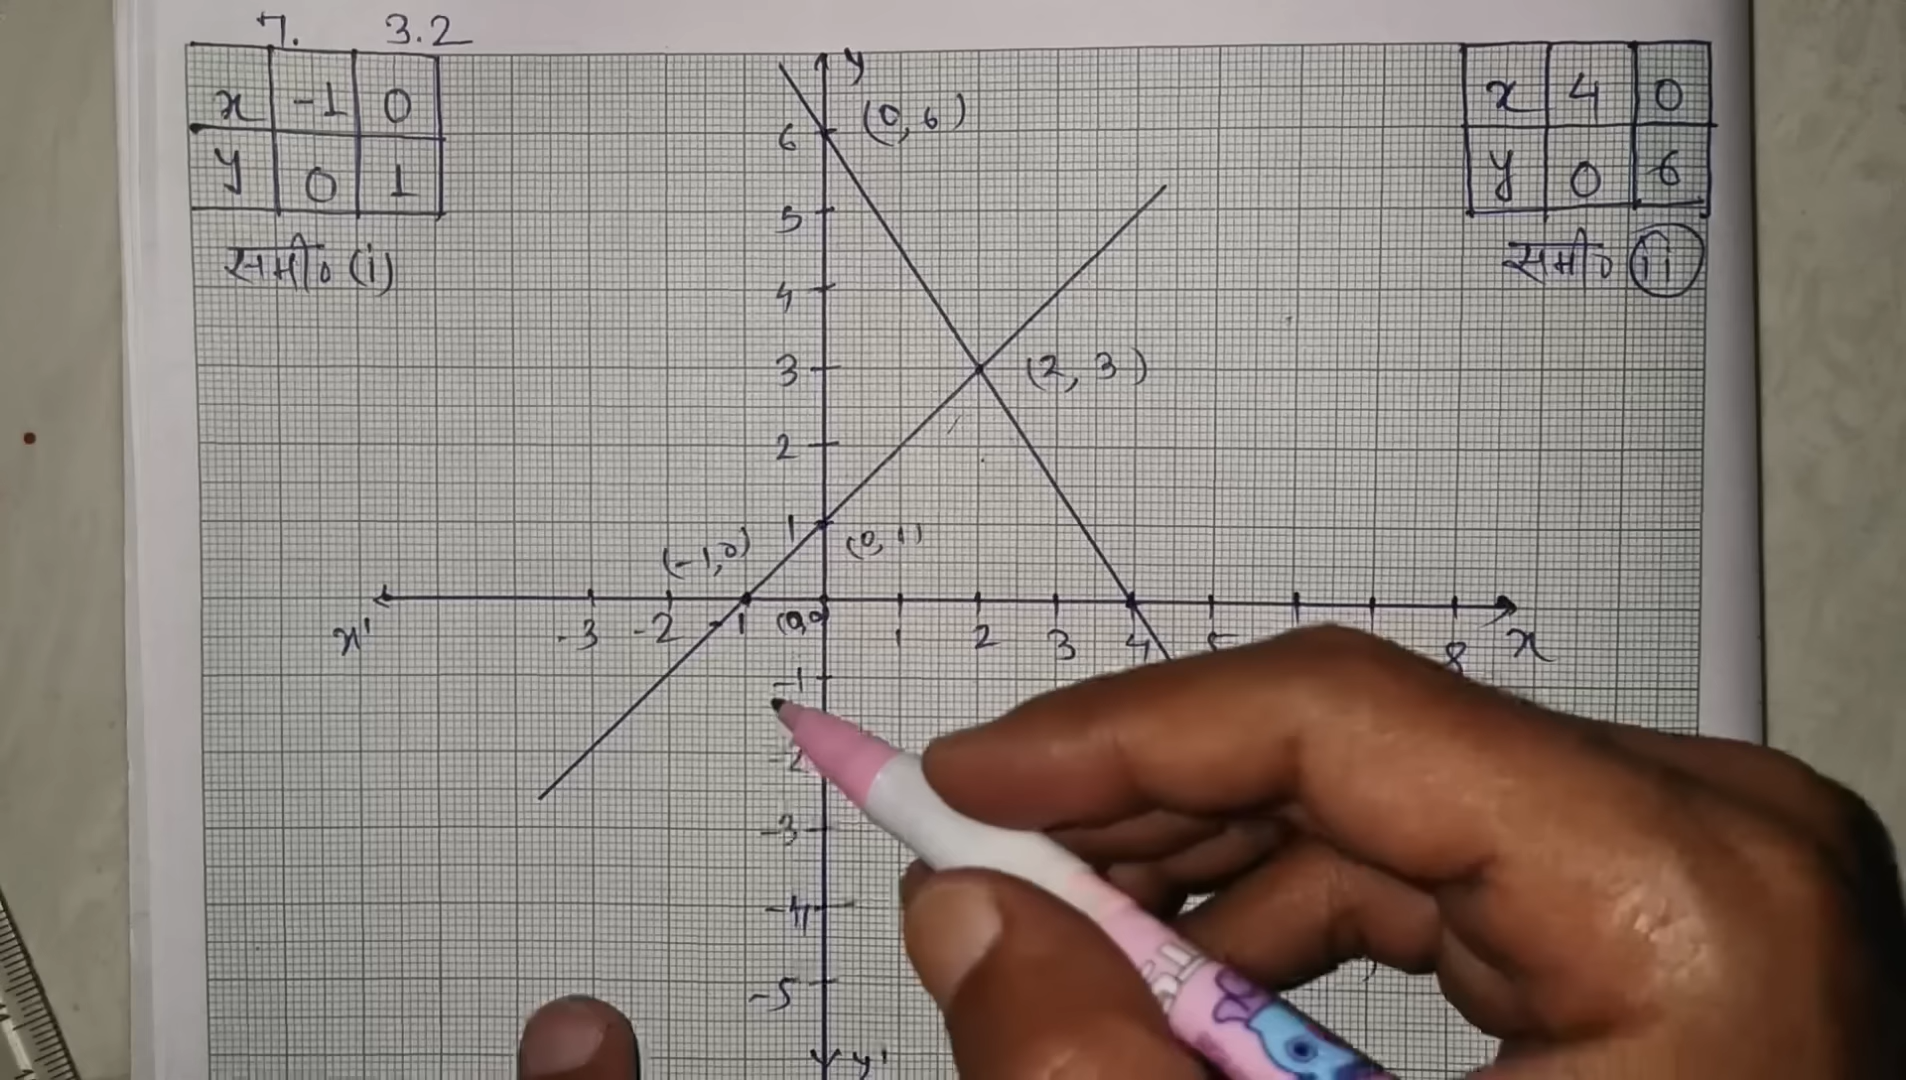 7. 3.2
x -1 0
y 0 1
समी० (i)
x 4 0
y 0 6
समी० (ii)
y
(0,6)
6
5
4
3
(2, 3)
2
1
(0,1)
(-1,0)
x'
-3 -2 -1 (0,0) 1 2 3 4 5 8 x
-1
-2
-3
-4
-5
y'